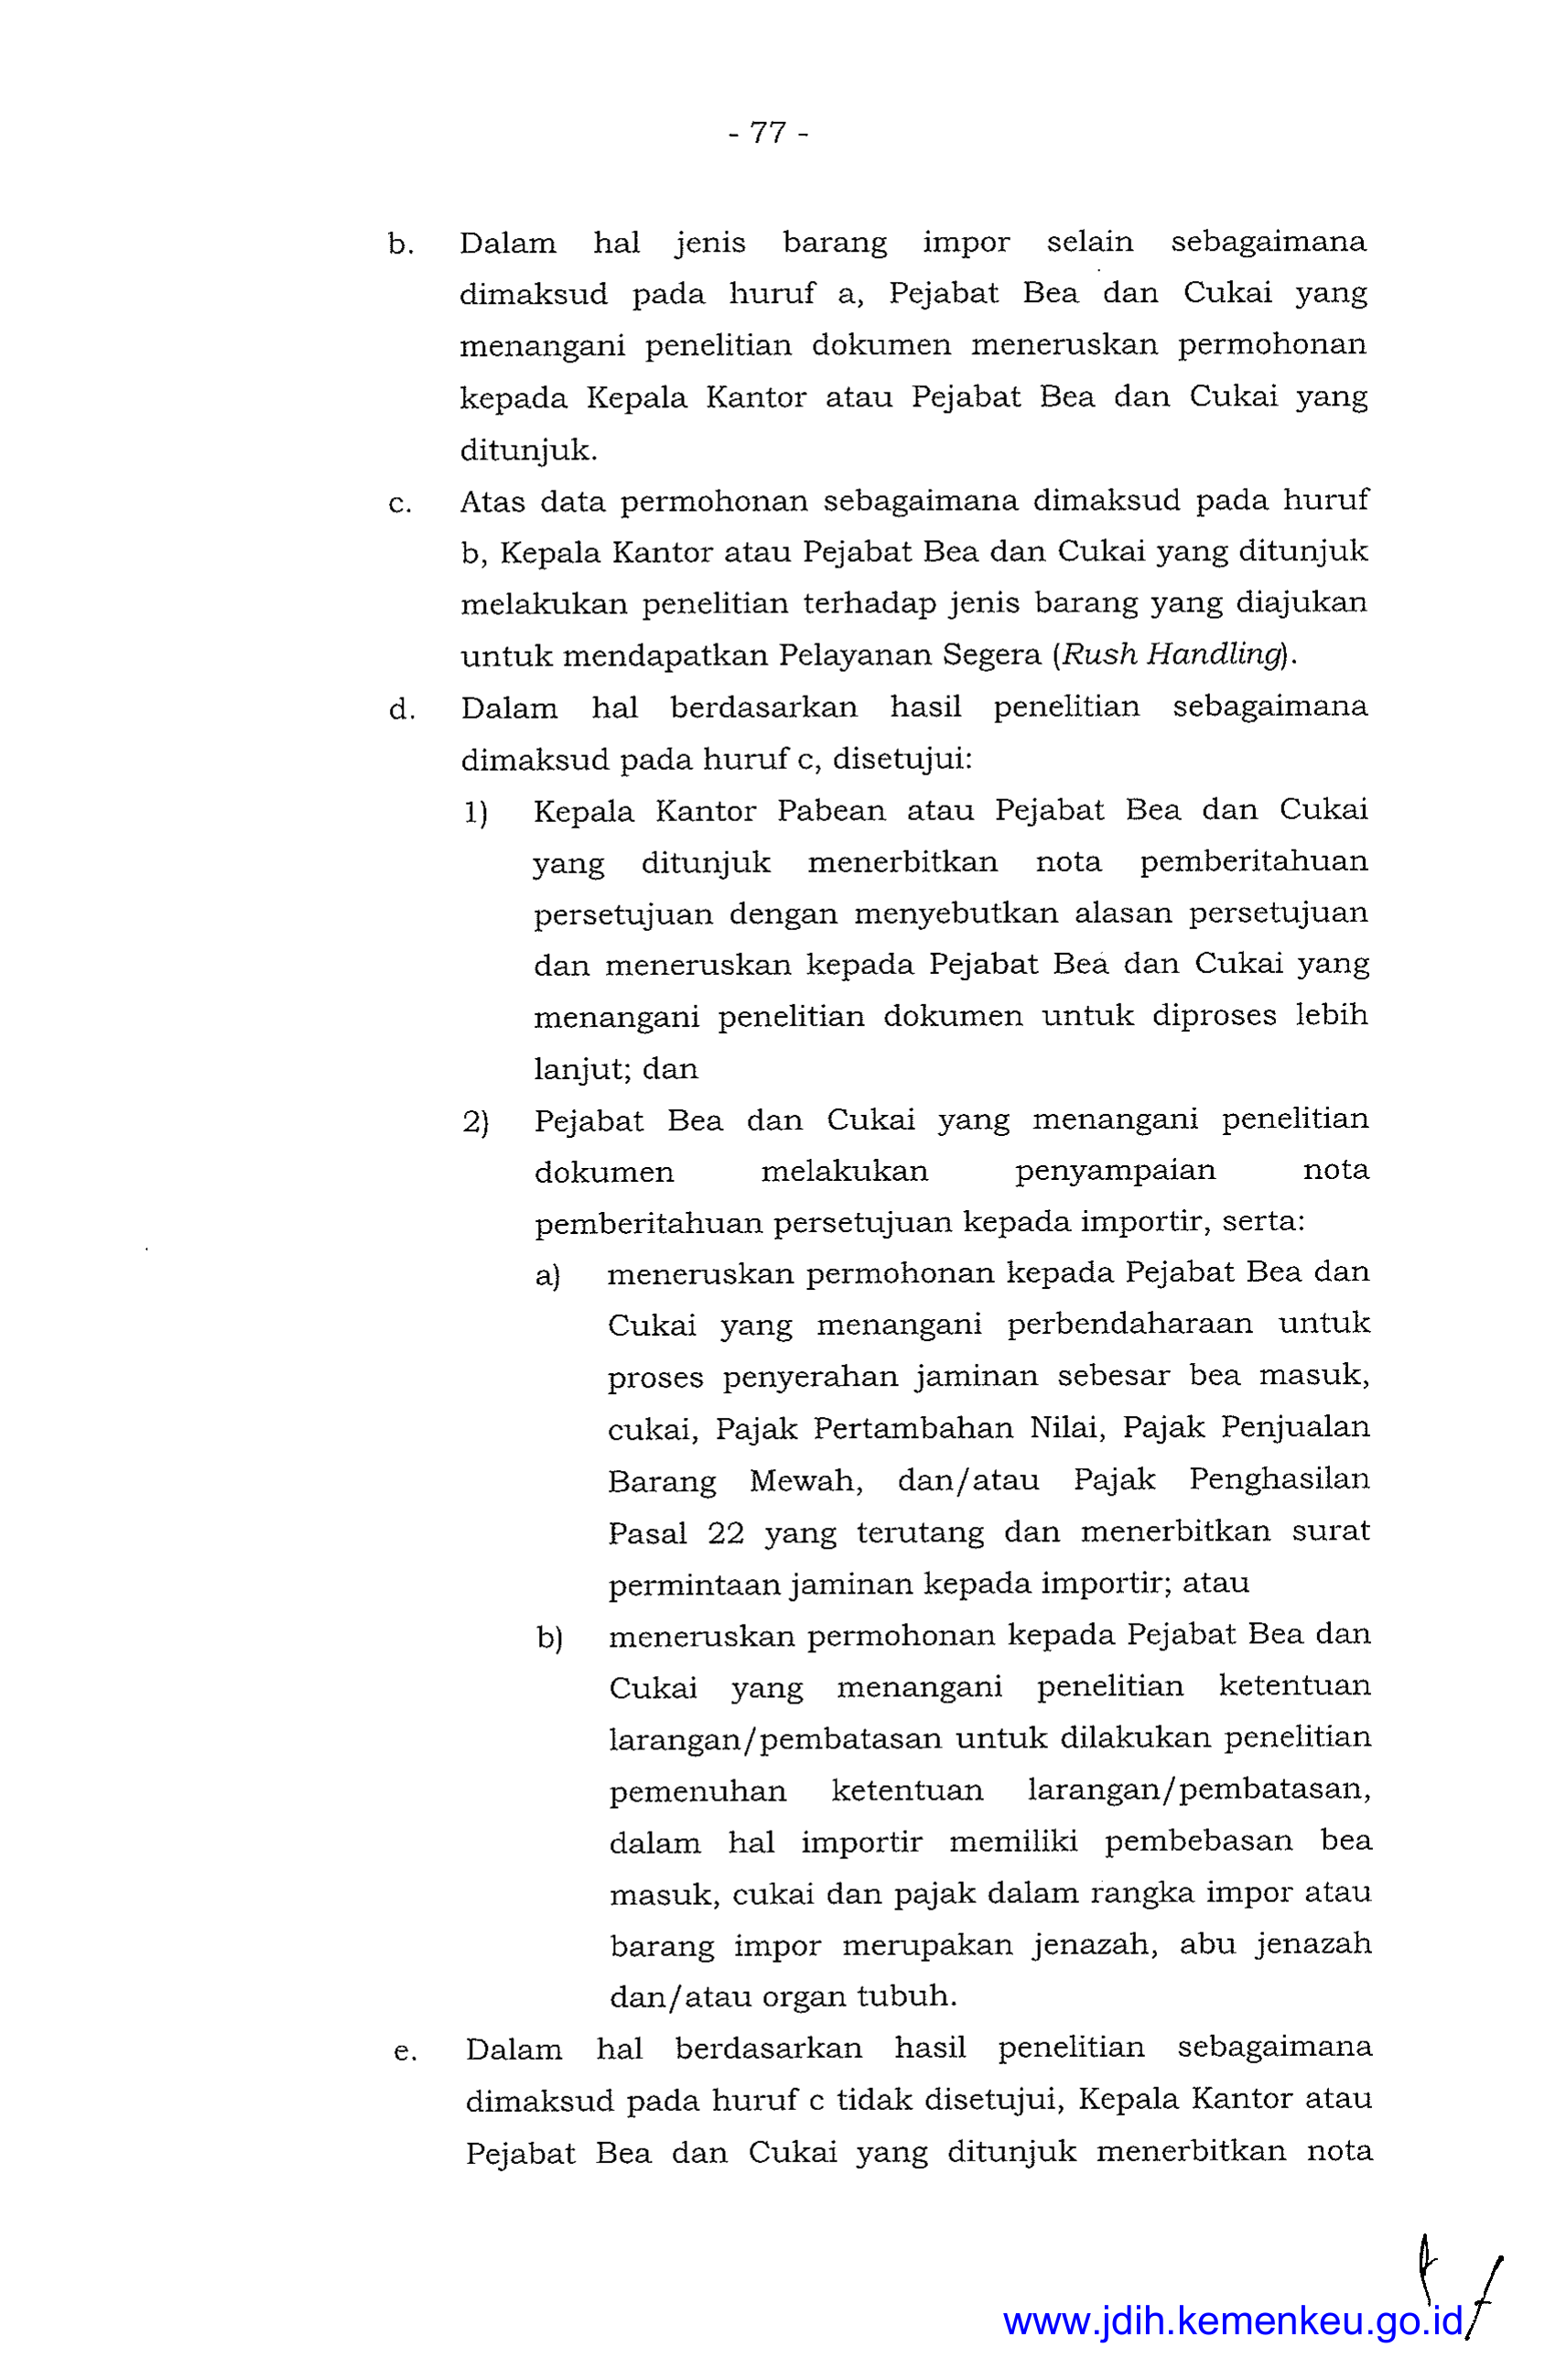 - 77 -
b. Dalam hal jenis barang impor selain sebagaimana
dimaksud pada huruf a, Pejabat Bea dan Cukai yang
menangani penelitian dokumen meneruskan permohonan
kepada Kepala Kantor atau Pejabat Bea dan Cukai yang
ditunjuk.
c. Atas data permohonan sebagaimana dimaksud pada huruf
b, Kepala Kantor atau Pejabat Bea dan Cukai yang ditunjuk
melakukan penelitian terhadap jenis barang yang diajukan
untuk mendapatkan Pelayanan Segera (Rush Handling).
d. Dalam hal berdasarkan hasil penelitian sebagaimana
dimaksud pada huruf c, disetujui:
1) Kepala Kantor Pabean atau Pejabat Bea dan Cukai
yang ditunjuk menerbitkan nota pemberitahuan
persetujuan dengan menyebutkan alasan persetujuan
dan meneruskan kepada Pejabat Bea dan Cukai yang
menangani penelitian dokumen untuk diproses lebih
lanjut; dan
2) Pejabat Bea dan Cukai yang menangani penelitian
dokumen melakukan penyampaian nota
pemberitahuan persetujuan kepada importir, serta:
a) meneruskan permohonan kepada Pejabat Bea dan
Cukai yang menangani perbendaharaan untuk
proses penyerahan jaminan sebesar bea masuk,
cukai, Pajak Pertambahan Nilai, Pajak Penjualan
Barang Mewah, dan/atau Pajak Penghasilan
Pasal 22 yang terutang dan menerbitkan surat
permintaan jaminan kepada importir; atau
b) meneruskan permohonan kepada Pejabat Bea dan
Cukai yang menangani penelitian ketentuan
larangan/pembatasan untuk dilakukan penelitian
pemenuhan ketentuan larangan/pembatasan,
dalam hal importir memiliki pembebasan bea
masuk, cukai dan pajak dalam rangka impor atau
barang impor merupakan jenazah, abu jenazah
dan/atau organ tubuh.
e. Dalam hal berdasarkan hasil penelitian sebagaimana
dimaksud pada huruf c tidak disetujui, Kepala Kantor atau
Pejabat Bea dan Cukai yang ditunjuk menerbitkan nota
www.jdih.kemenkeu.go.id